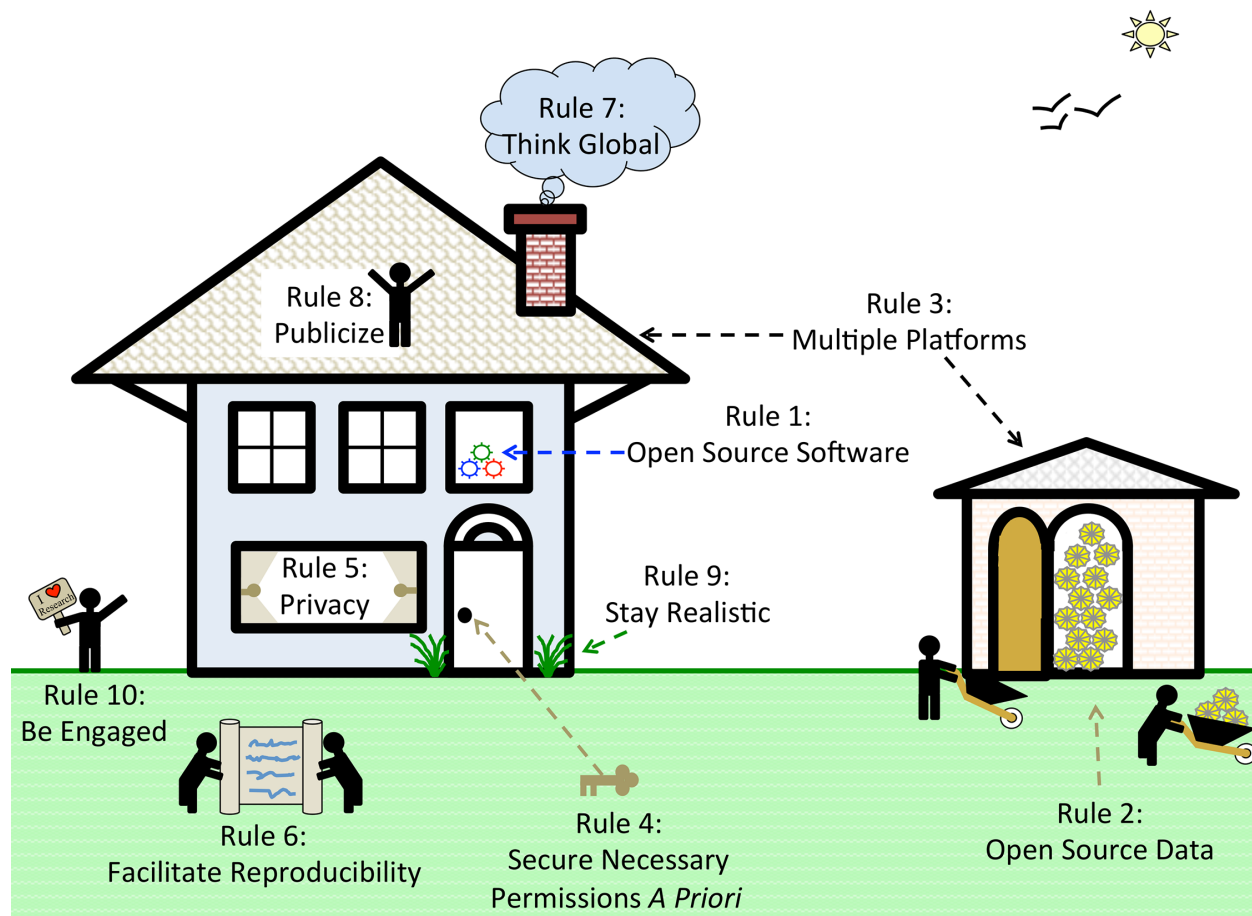 Rule 7:
Think Global
Rule 8:
Publicize
Rule 3:
Multiple Platforms
Rule 1:
Open Source Software
Rule 5:
Privacy
Rule 9:
Stay Realistic
I
Research
Rule 10:
Be Engaged
Rule 6:
Facilitate Reproducibility
Rule 4:
Secure Necessary
Permissions A Priori
Rule 2:
Open Source Data